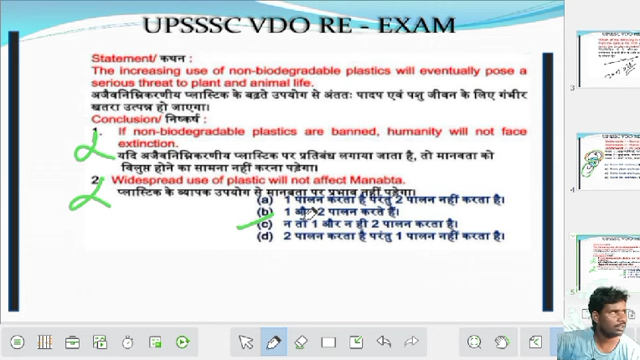 UPSSSC VDO RE - EXAM
Statement/ कथन :
The increasing use of non-biodegradable plastics will eventually pose a
serious threat to plant and animal life.
अजैवनिम्निकरणीय प्लास्टिक के बढ़ते उपयोग से अंततः पादप एवं पशु जीवन के लिए गंभीर
खतरा उत्पन्न हो जाएगा।
Conclusion/ निष्कर्ष :
1. If non-biodegradable plastics are banned, humanity will not face
extinction.
यदि अजैवनिम्निकरणीय प्लास्टिक पर प्रतिबंध लगाया जाता है, तो मानवता को
विलुप्त होने का सामना नहीं करना पड़ेगा।
2. Widespread use of plastic will not affect Manabta.
प्लास्टिक के व्यापक उपयोग से मानबता पर प्रभाव नहीं पड़ेगा।
(a) 1 पालन करता है परंतु 2 पालन नहीं करता है।
(b) 1 और 2 पालन करते हैं।
(c) न तो 1 और न ही 2 पालन करता है।
(d) 2 पालन करता है परंतु 1 पालन नहीं करता है।